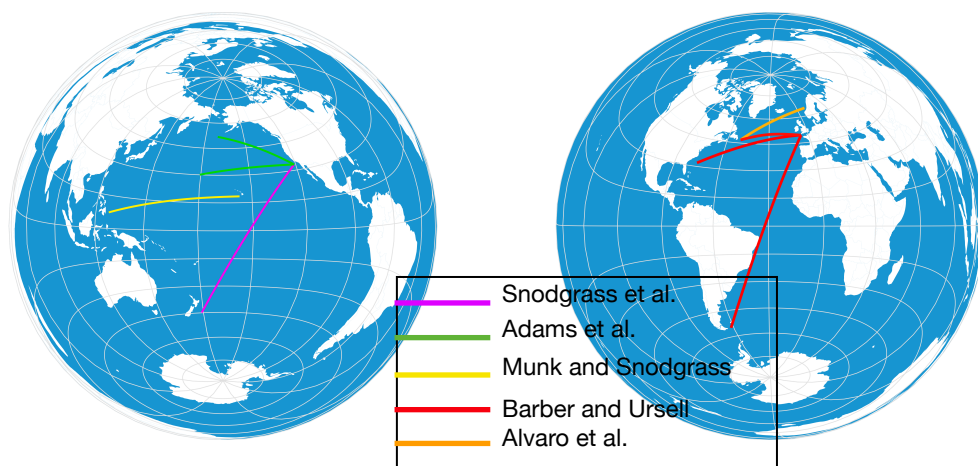 Snodgrass et al.
Adams et al.
Munk and Snodgrass
Barber and Ursell
Alvaro et al.